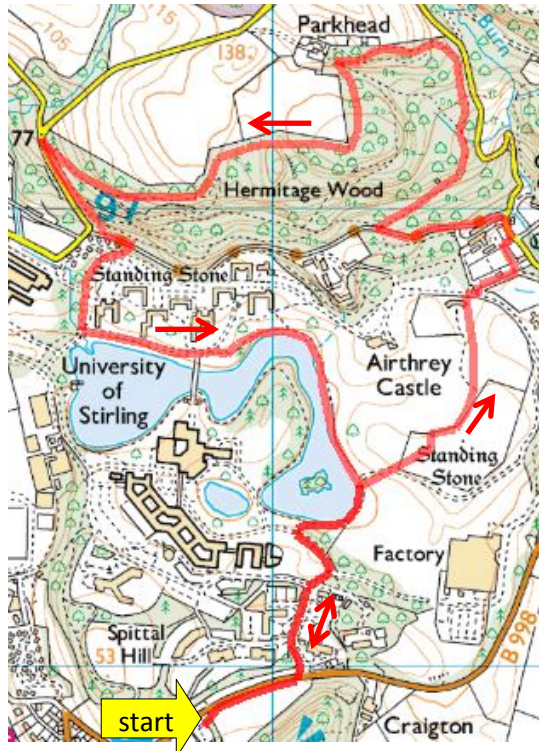 Parkhead
115
105
138
Burn
77
91
Hermitage Wood
Standing Stone
University
of
Stirling
Airthrey
Castle
Standing
Stone
Factory
Spittal
53 Hill
B 998
start
Craigton